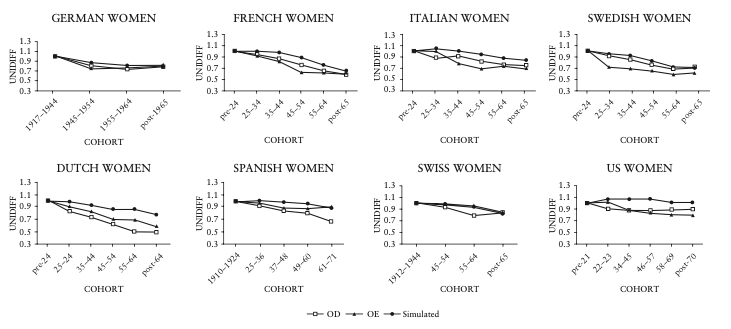 GERMAN WOMEN
UNIDIFF
1.3
1.1
0.9
0.7
0.5
0.3
1917–1944
1945–1954
1955–1964
post-1965
COHORT
FRENCH WOMEN
UNIDIFF
1.3
1.1
0.9
0.7
0.5
0.3
pre-24
25–34
35–44
45–54
55–64
post-65
COHORT
ITALIAN WOMEN
UNIDIFF
1.3
1.1
0.9
0.7
0.5
0.3
pre-24
25–34
35–44
45–54
55–64
post-65
COHORT
SWEDISH WOMEN
UNIDIFF
1.3
1.1
0.9
0.7
0.5
0.3
pre-24
25–34
35–44
45–54
55–64
post-65
COHORT
DUTCH WOMEN
UNIDIFF
1.3
1.1
0.9
0.7
0.5
0.3
pre-24
25–24
35–44
45–54
55–64
post-64
COHORT
SPANISH WOMEN
UNIDIFF
1.3
1.1
0.9
0.7
0.5
0.3
1910–1924
25–36
37–48
49–60
61–71
COHORT
SWISS WOMEN
UNIDIFF
1.3
1.1
0.9
0.7
0.5
0.3
1912–1944
45–54
55–64
post-65
COHORT
US WOMEN
UNIDIFF
1.3
1.1
0.9
0.7
0.5
0.3
pre-21
22–23
34–45
46–57
58–69
post-70
COHORT
OD OE Simulated